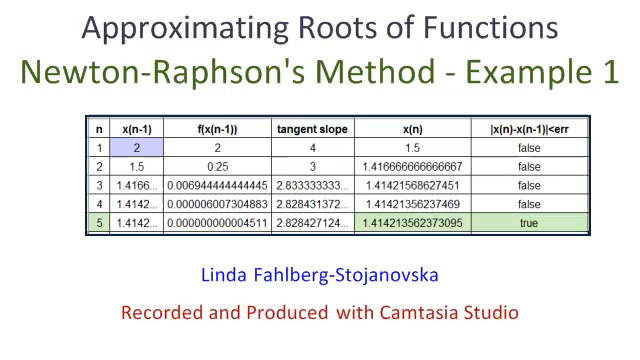 Approximating Roots of Functions
Newton-Raphson's Method - Example 1
n x(n-1) f(x(n-1)) tangent slope x(n) |x(n)-x(n-1)|<err
1 2 2 4 1.5 false
2 1.5 0.25 3 1.416666666666667 false
3 1.4166... 0.006944444444445 2.833333333... 1.41421568627451 false
4 1.4142... 0.000006007304883 2.828431372... 1.41421356237469 false
5 1.4142... 0.000000000004511 2.828427124... 1.414213562373095 true
Linda Fahlberg-Stojanovska
Recorded and Produced with Camtasia Studio